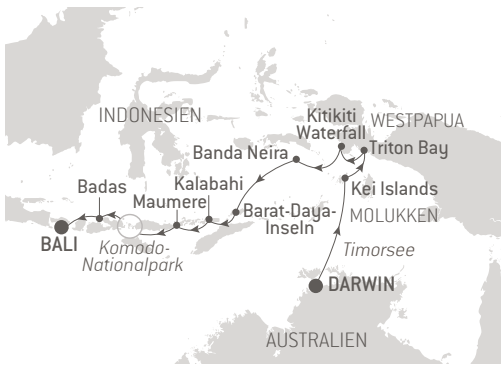 INDONESIEN
Kitikiti
Waterfall
WESTPAPUA
Triton Bay
Banda Neira
Kei Islands
Badas
Kalabahi
Maumere
Barat-Daya-
Inseln
MOLUKKEN
BALI
Komodo-
Nationalpark
Timorsee
DARWIN
AUSTRALIEN